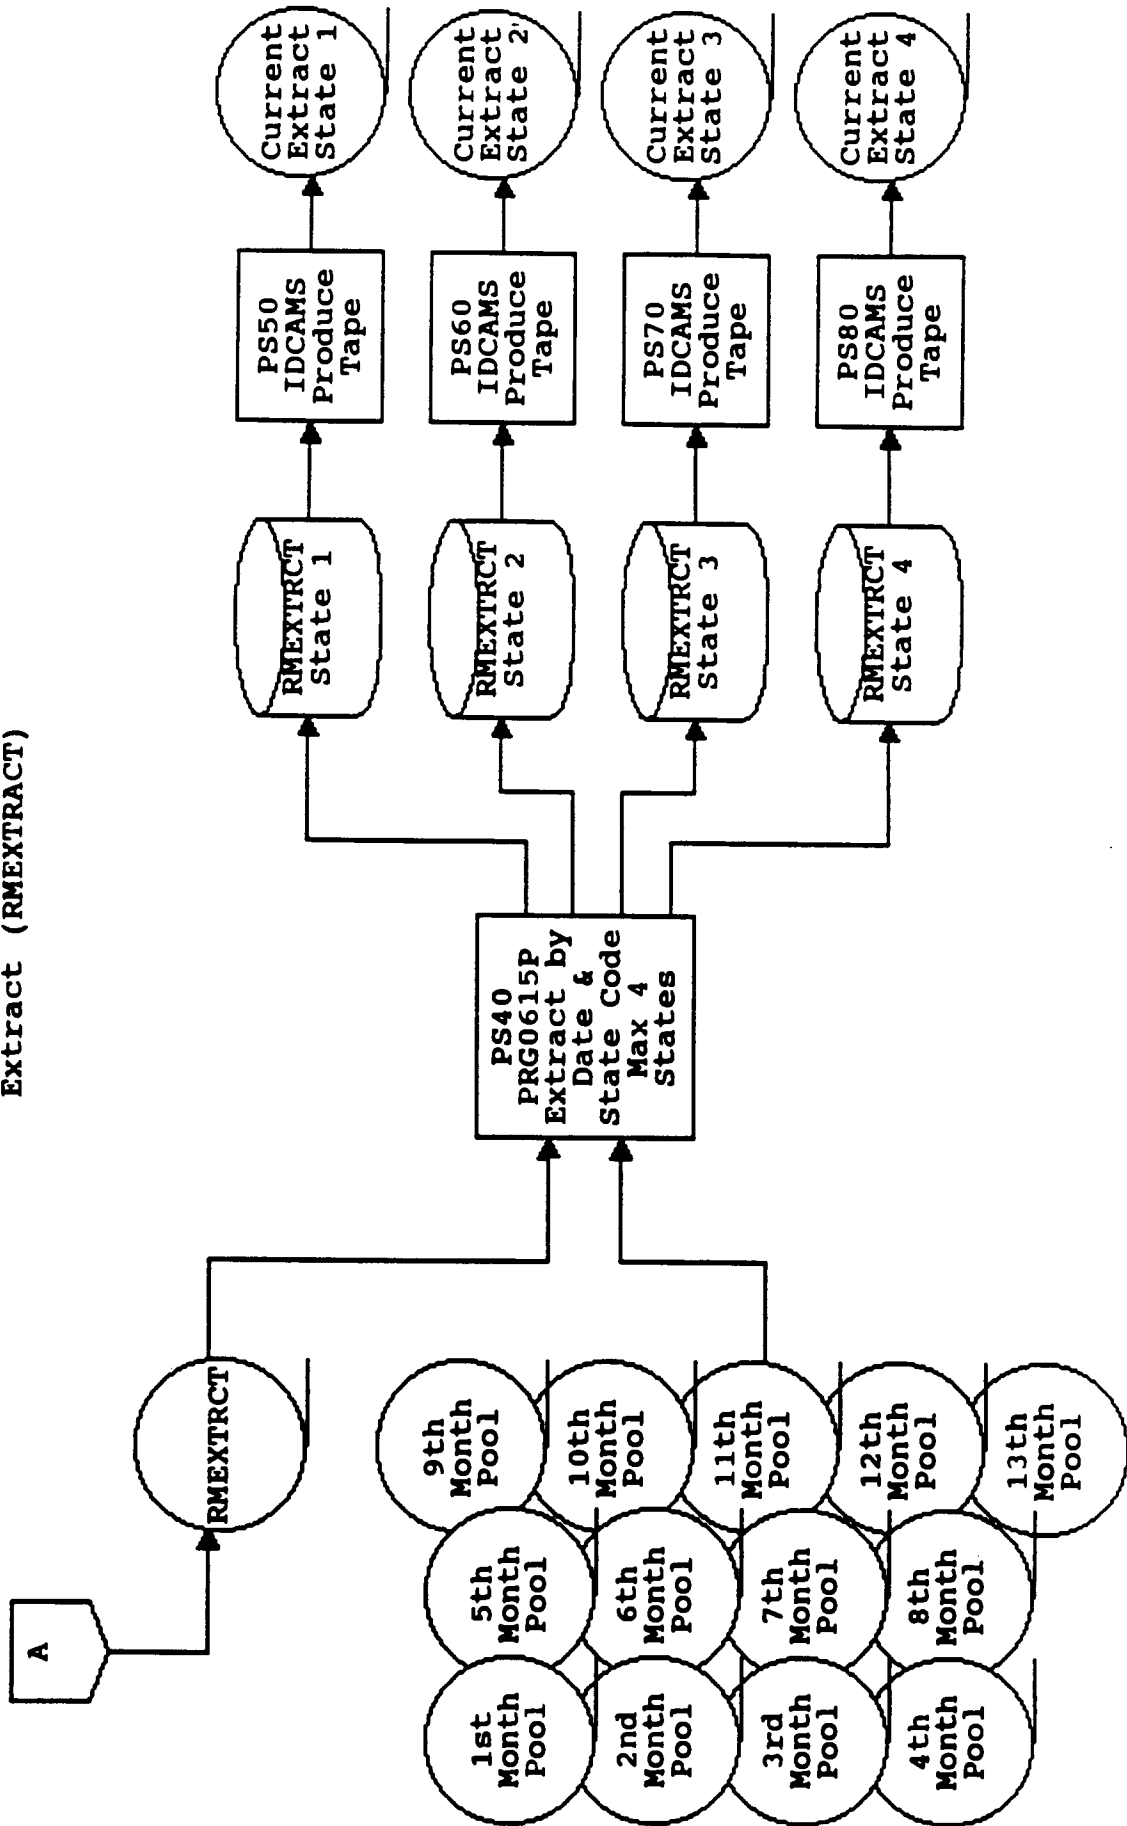 Extract (RMEXTRACT)
A
RMEXTRCT
1st
Month
Pool
2nd
Month
Pool
3rd
Month
Pool
4th
Month
Pool
5th
Month
Pool
6th
Month
Pool
7th
Month
Pool
8th
Month
Pool
9th
Month
Pool
10th
Month
Pool
11th
Month
Pool
12th
Month
Pool
13th
Month
Pool
PS40
PRG0615P
Extract by
Date &
State Code
Max 4
States
RMEXTRCT
State 1
RMEXTRCT
State 2
RMEXTRCT
State 3
RMEXTRCT
State 4
PS50
IDCAMS
Produce
Tape
PS60
IDCAMS
Produce
Tape
PS70
IDCAMS
Produce
Tape
PS80
IDCAMS
Produce
Tape
Current
Extract
State 1
Current
Extract
State 2
Current
Extract
State 3
Current
Extract
State 4